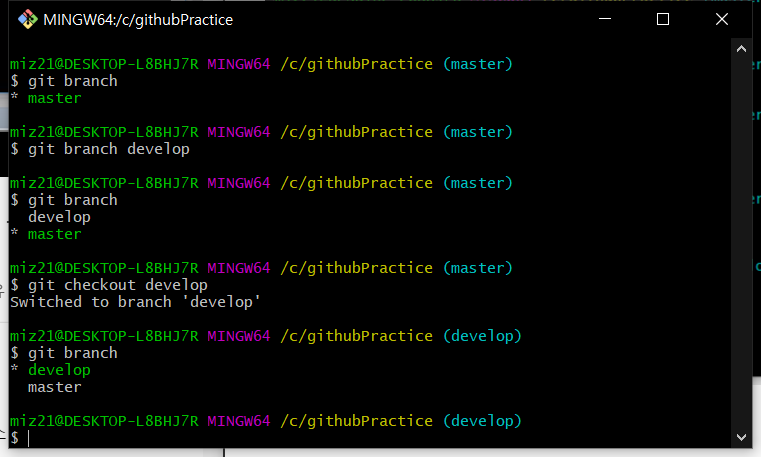 MINGW64:/c/githubPractice
miz21@DESKTOP-L8BHJ7R MINGW64 /c/githubPractice (master)
$ git branch
* master
miz21@DESKTOP-L8BHJ7R MINGW64 /c/githubPractice (master)
$ git branch develop
miz21@DESKTOP-L8BHJ7R MINGW64 /c/githubPractice (master)
$ git branch
  develop
* master
miz21@DESKTOP-L8BHJ7R MINGW64 /c/githubPractice (master)
$ git checkout develop
Switched to branch 'develop'
miz21@DESKTOP-L8BHJ7R MINGW64 /c/githubPractice (develop)
$ git branch
* develop
  master
miz21@DESKTOP-L8BHJ7R MINGW64 /c/githubPractice (develop)
$